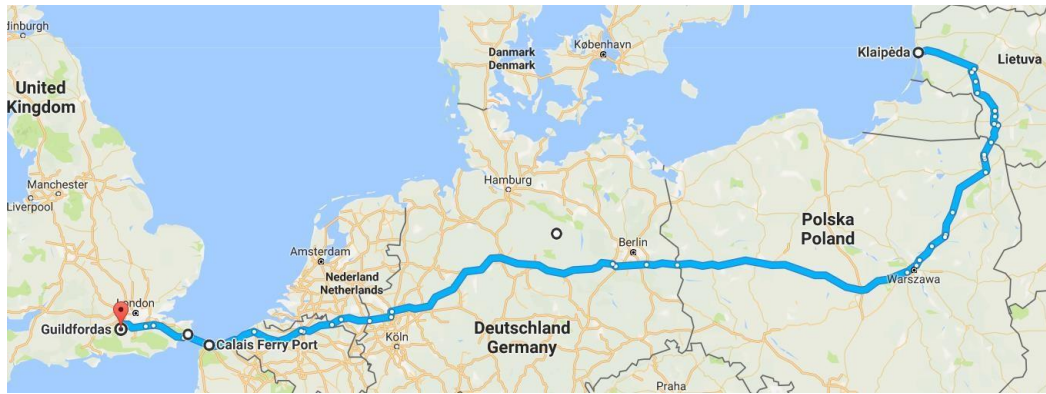 dinburgh
United
Kingdom
Manchester
Liverpool
London
Guildfordas
Calais Ferry Port
Amsterdam
Nederland
Netherlands
Danmark
Denmark
København
Hamburg
Berlin
Köln
Deutschland
Germany
Praha
Polska
Poland
Warszawa
Klaipėda
Lietuva